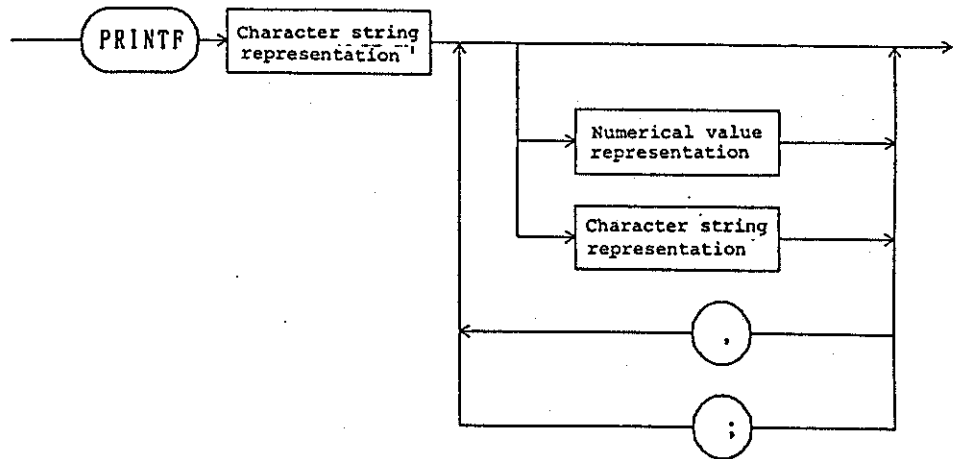 PRINTF
Character string
representation
Numerical value
representation
Character string
representation
,
;